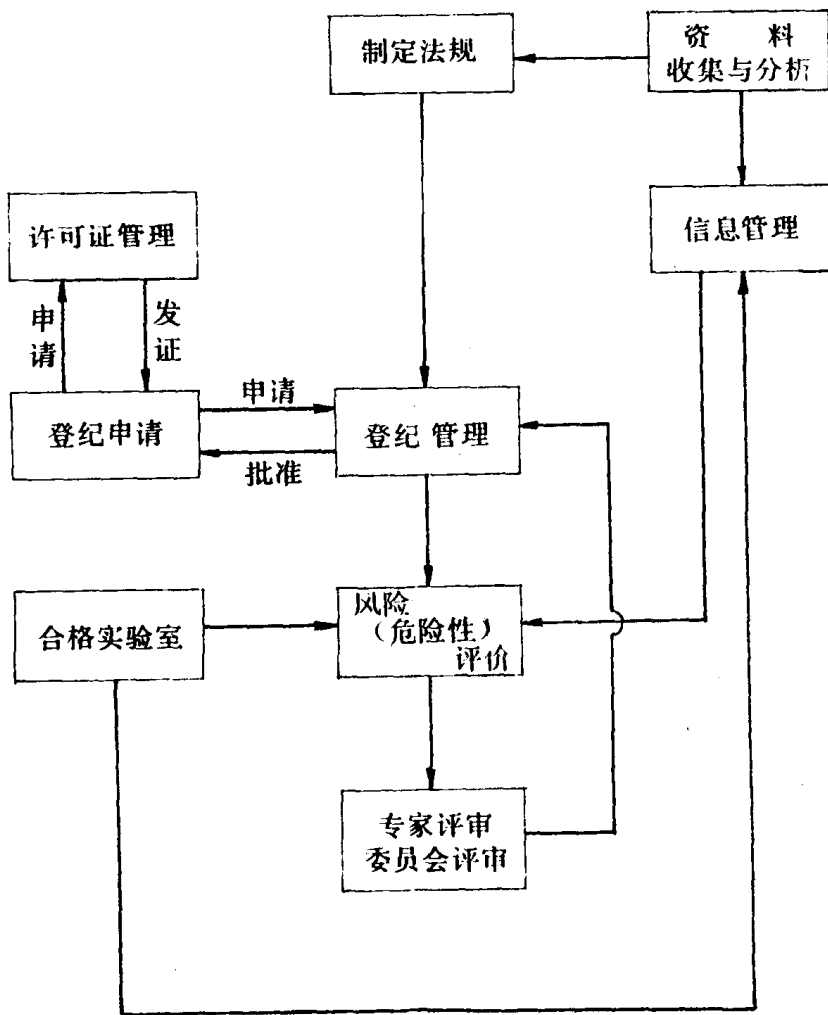 制定法规
资 料
收集与分析
许可证管理
信息管理
申请
发证
登纪申请
申请
批准
登纪 管理
合格实验室
风险
（危险性）
评价
专家评审
委员会评审